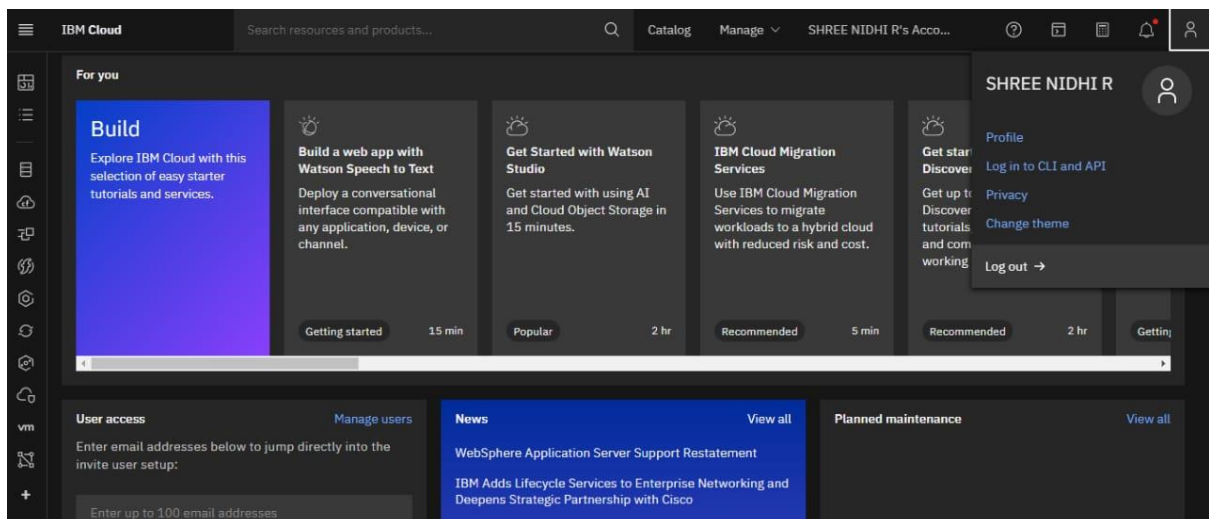 IBM Cloud
Search resources and products...
Catalog
Manage
SHREE NIDHI R's Acco...
SHREE NIDHI R
Profile
Log in to CLI and API
Privacy
Change theme
Log out →
For you
Build
Explore IBM Cloud with this
selection of easy starter
tutorials and services.
Build a web app with
Watson Speech to Text
Deploy a conversational
interface compatible with
any application, device, or
channel.
Getting started
15 min
Get Started with Watson
Studio
Get started with using AI
and Cloud Object Storage in
15 minutes.
Popular
2 hr
IBM Cloud Migration
Services
Use IBM Cloud Migration
Services to migrate
workloads to a hybrid cloud
with reduced risk and cost.
Recommended
5 min
Get star
Discove
Get up t
Discover
tutorials
and com
working
Recommended
2 hr
Getting
vm
User access
Manage users
Enter email addresses below to jump directly into the
invite user setup:
Enter up to 100 email addresses
News
View all
WebSphere Application Server Support Restatement
IBM Adds Lifecycle Services to Enterprise Networking and
Deepens Strategic Partnership with Cisco
Planned maintenance
View all